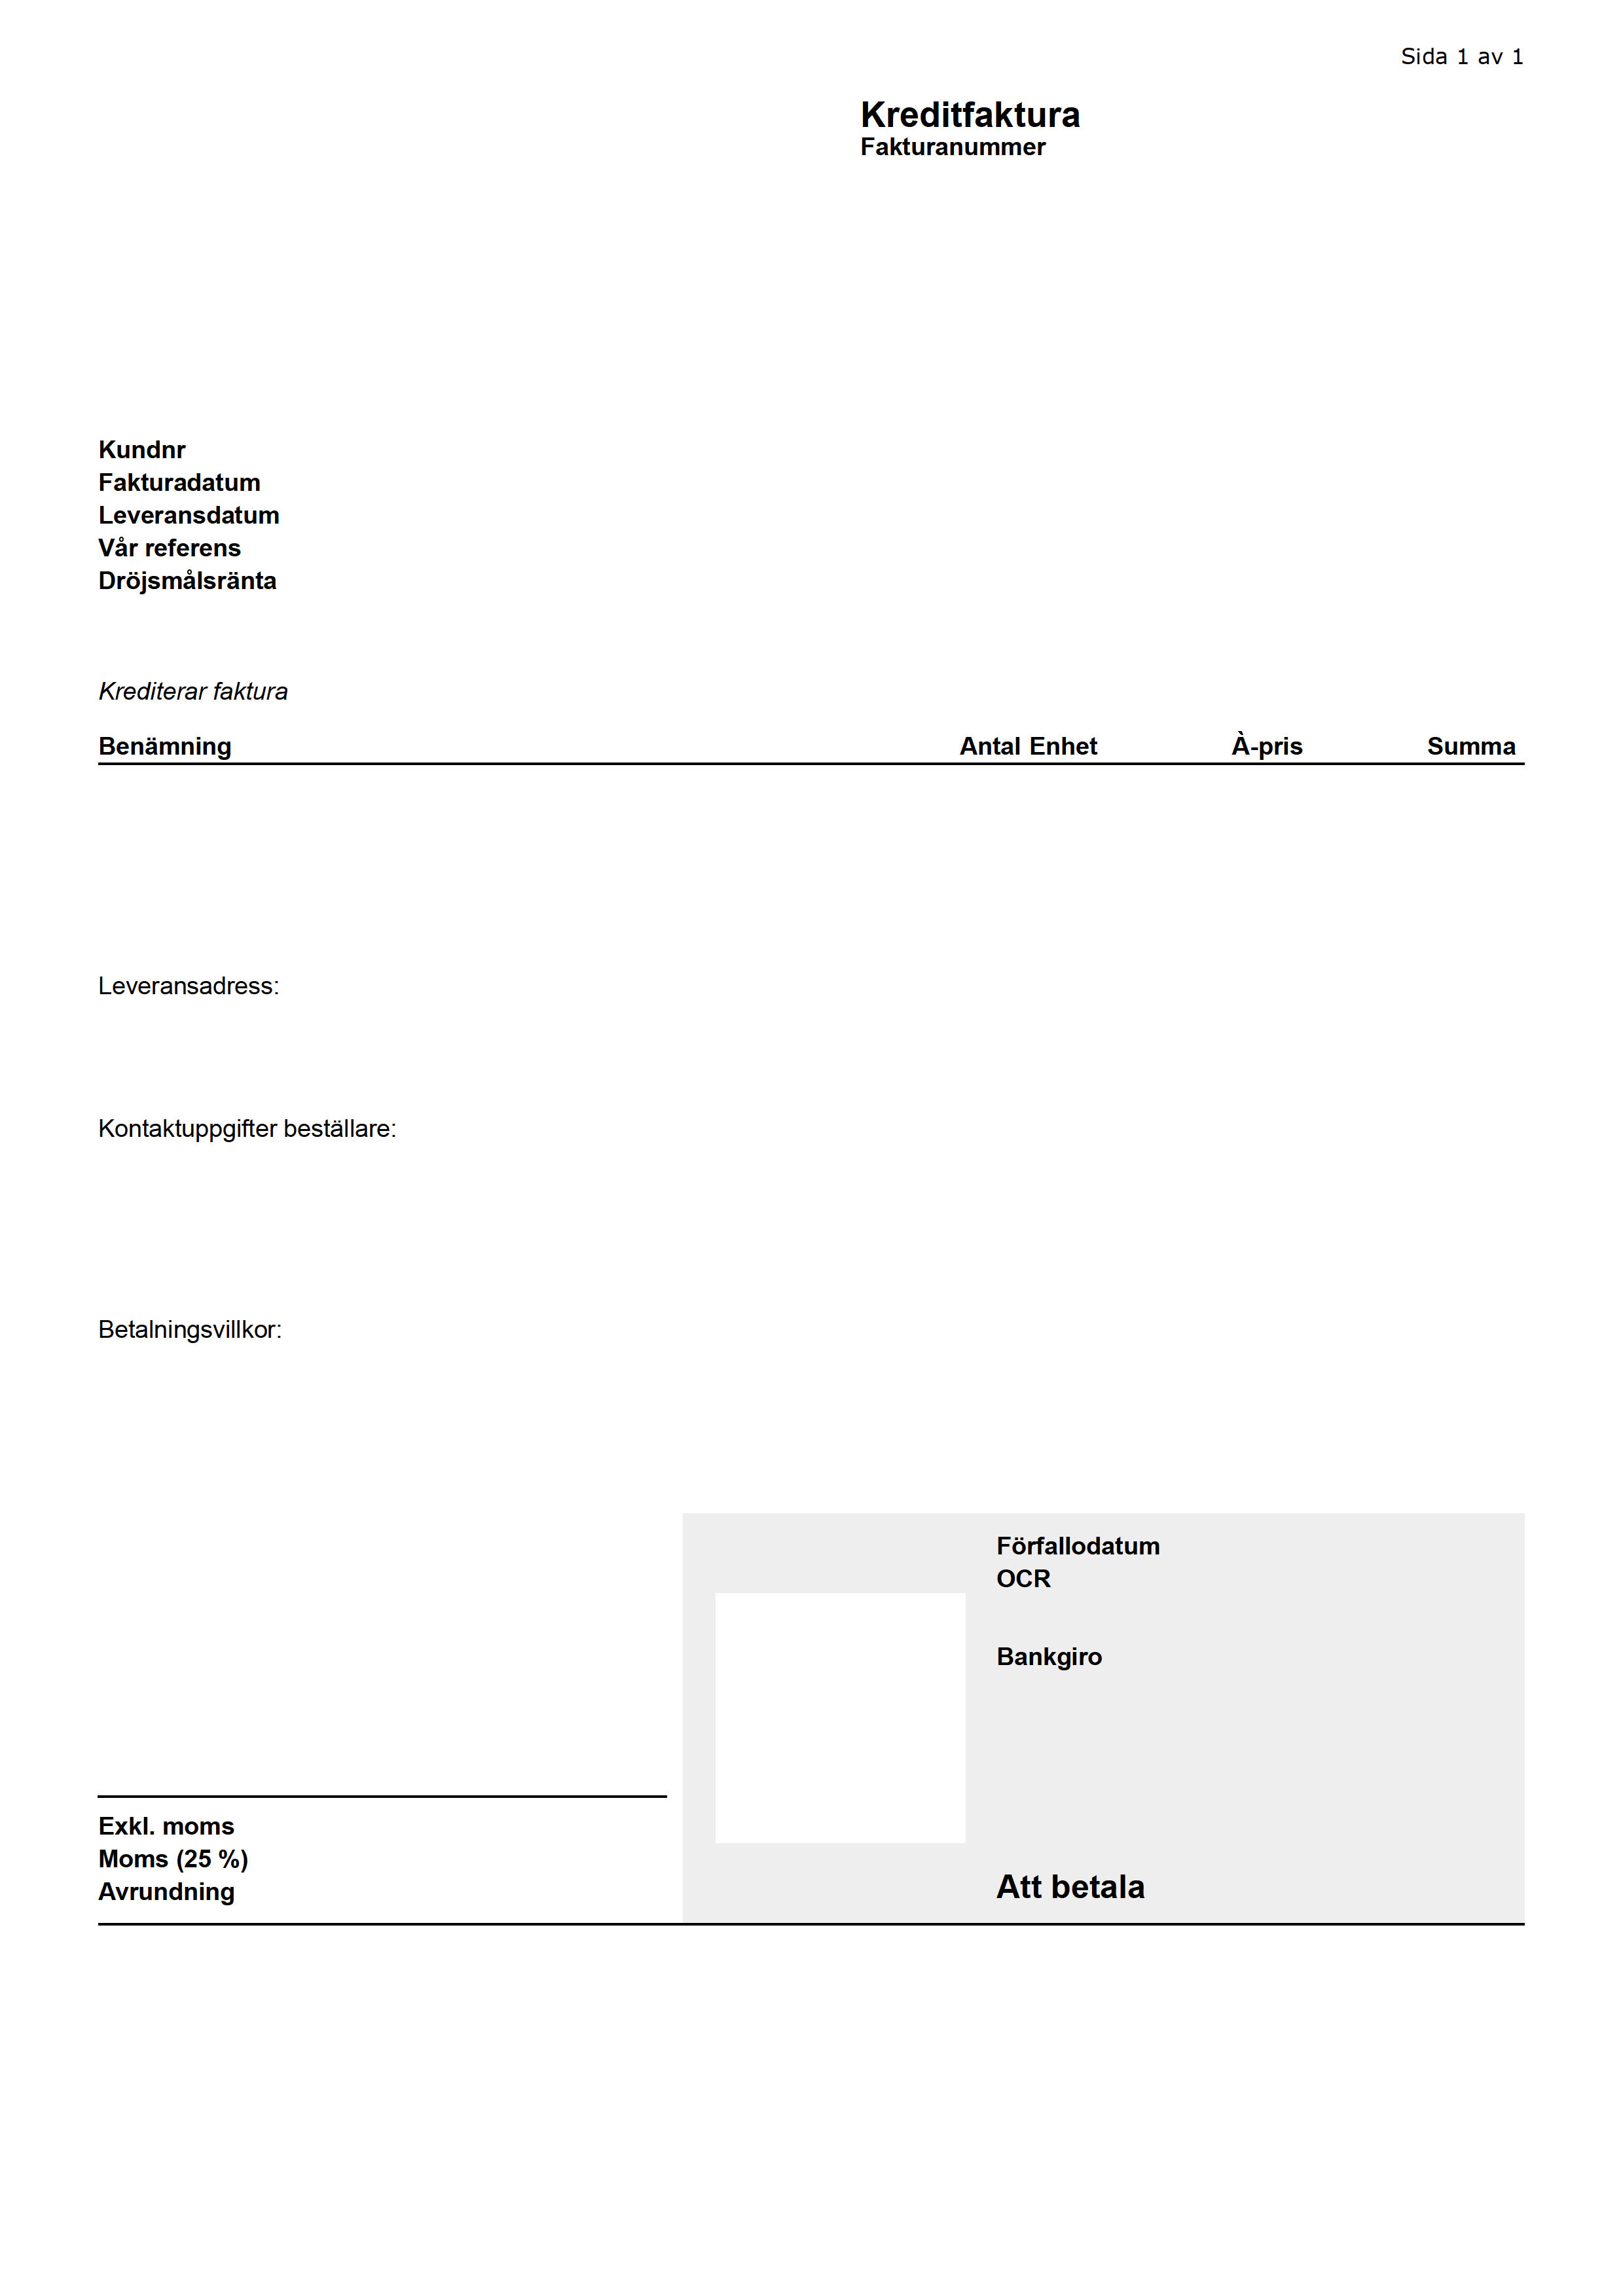 Sida 1 av 1
Kreditfaktura
Fakturanummer
Kundnr
Fakturadatum
Leveransdatum
Vår referens
Dröjsmålsränta
Krediterar faktura
Benämning Antal Enhet À-pris Summa
Leveransadress:
Kontaktuppgifter beställare:
Betalningsvillkor:
Förfallodatum
OCR
Bankgiro
Exkl. moms
Moms (25 %)
Avrundning
Att betala